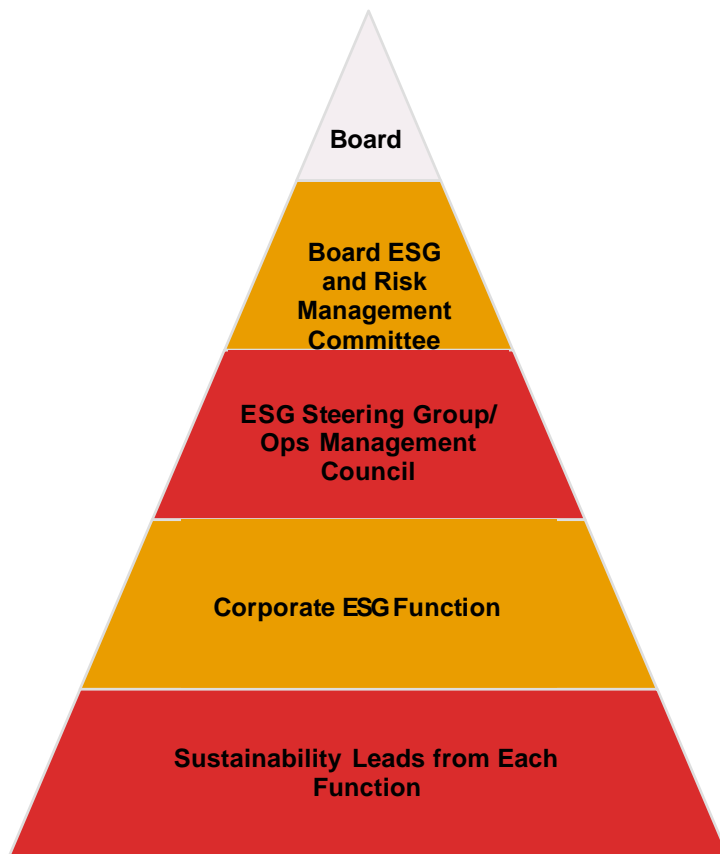 Board
Board ESG
and Risk
Management
Committee
ESG Steering Group/
Ops Management
Council
Corporate ESG Function
Sustainability Leads from Each
Function